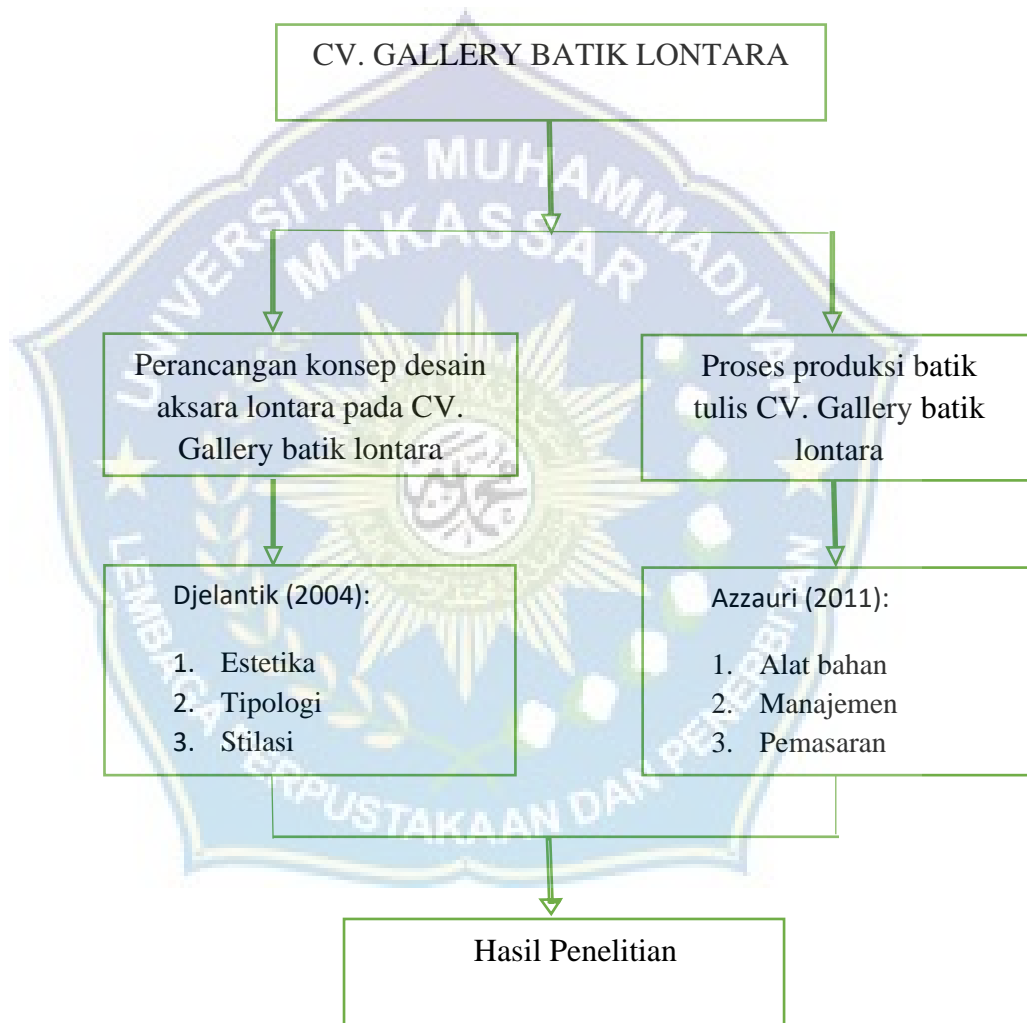 CV. GALLERY BATIK LONTARA
UNIVERSITAS MUHAMMADIYAH
MAKASSAR
Perancangan konsep desain
aksara lontara pada CV.
Gallery batik lontara
Proses produksi batik
tulis CV. Gallery batik
lontara
Djelantik (2004):
1. Estetika
2. Tipologi
3. Stilasi
Azzauri (2011):
1. Alat bahan
2. Manajemen
3. Pemasaran
LEMBAGA PERPUSTAKAAN DAN PENERBITAN
Hasil Penelitian